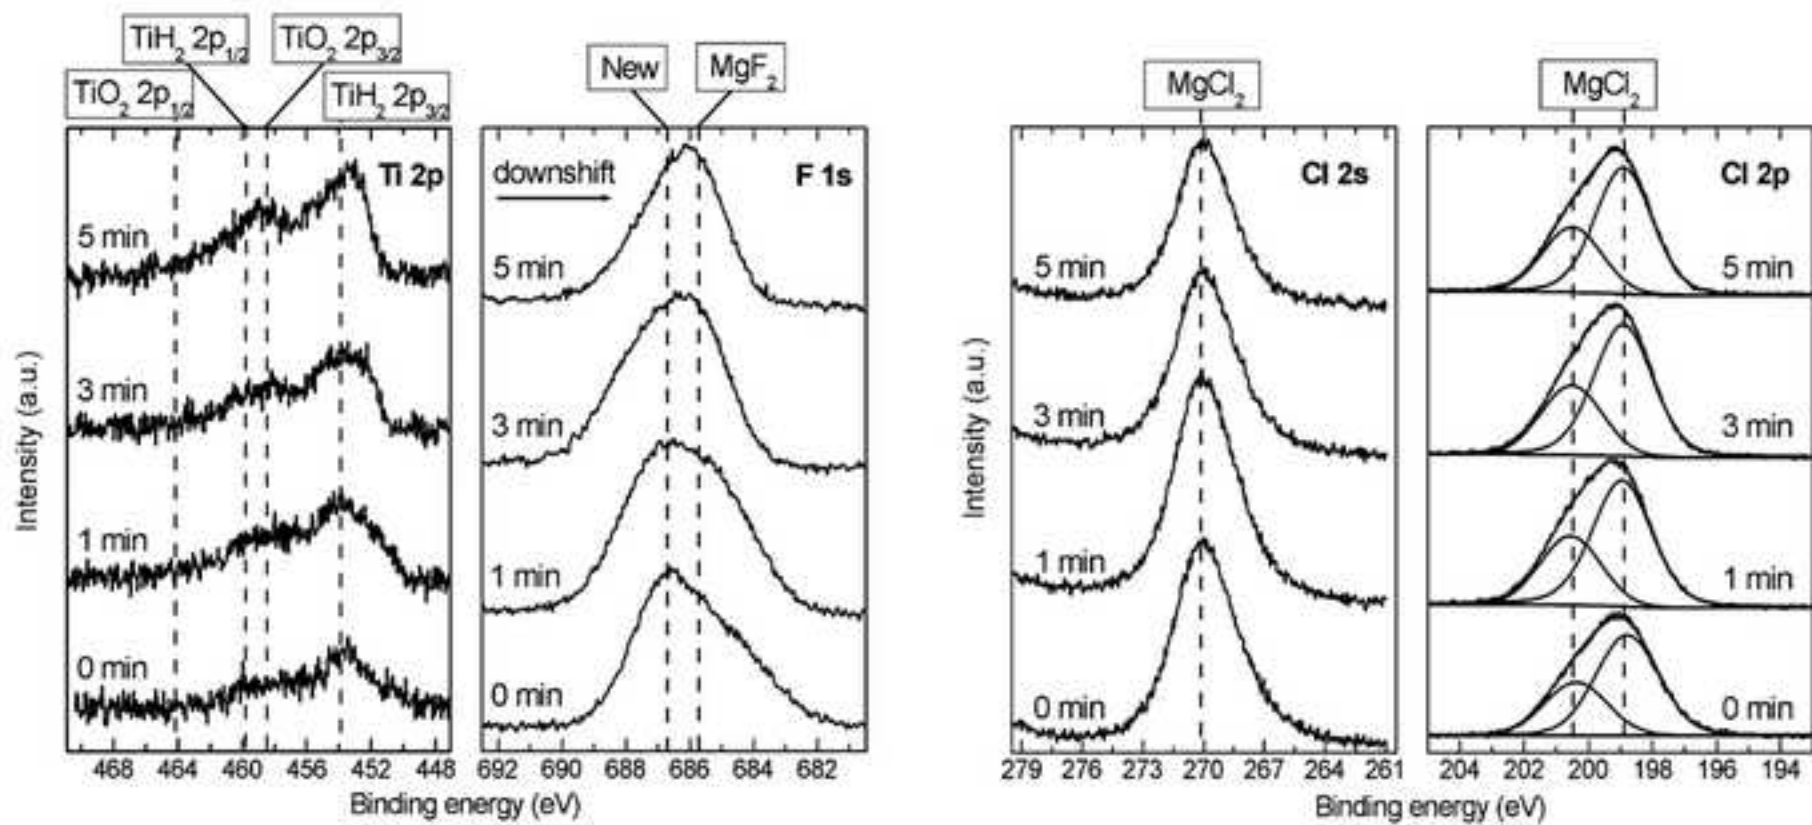 TiH2 2p1/2
TiO2 2p3/2
TiO2 2p1/2
TiH2 2p3/2
New
MgF2
MgCl2
MgCl2
Ti 2p
downshift
F 1s
Cl 2s
Cl 2p
5 min
5 min
5 min
5 min
3 min
3 min
3 min
3 min
1 min
1 min
1 min
1 min
0 min
0 min
0 min
0 min
Intensity (a.u.)
Intensity (a.u.)
468 464 460 456 452 448
692 690 688 686 684 682
279 276 273 270 267 264 261
204 202 200 198 196 194
Binding energy (eV)
Binding energy (eV)